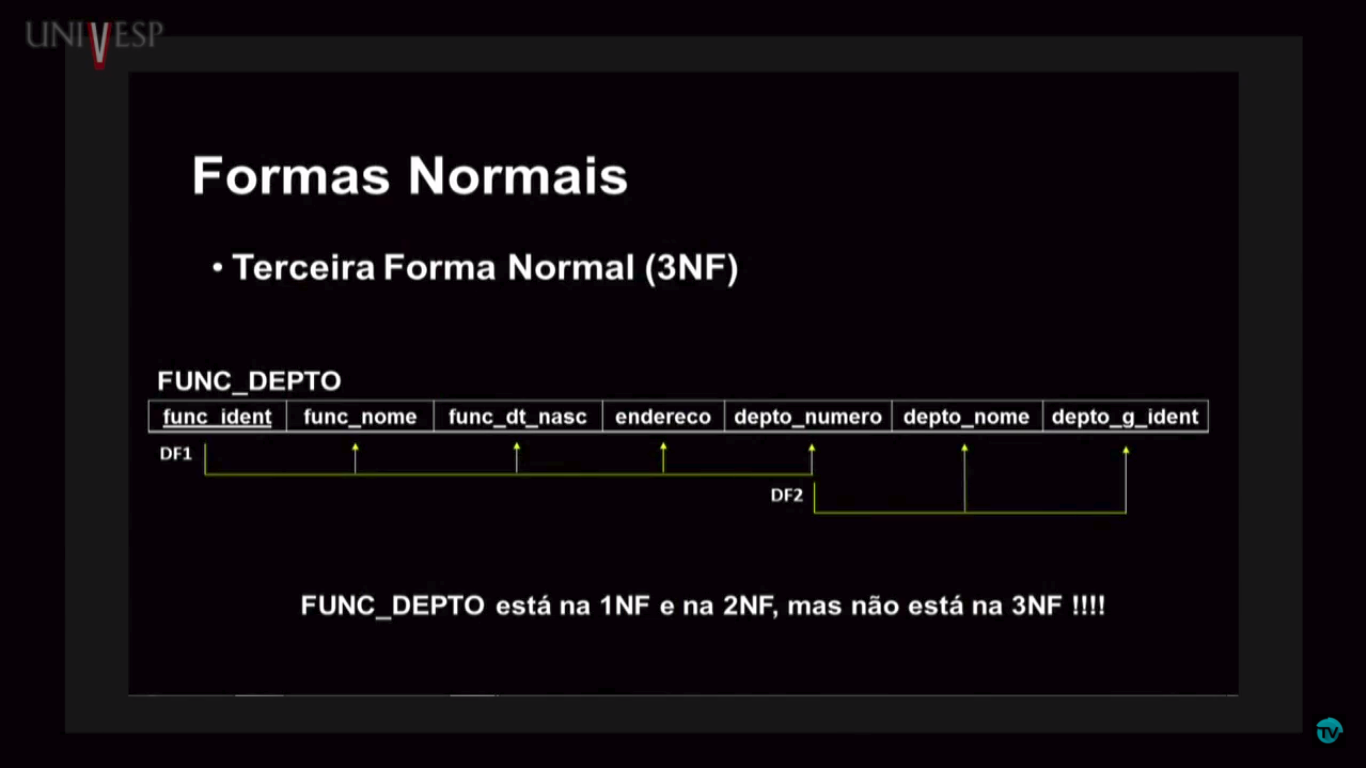 UNIVESP
Formas Normais
• Terceira Forma Normal (3NF)
FUNC_DEPTO
func_ident func_nome func_dt_nasc endereco depto_numero depto_nome depto_g_ident
DF1
DF2
FUNC_DEPTO está na 1NF e na 2NF, mas não está na 3NF !!!!
TV